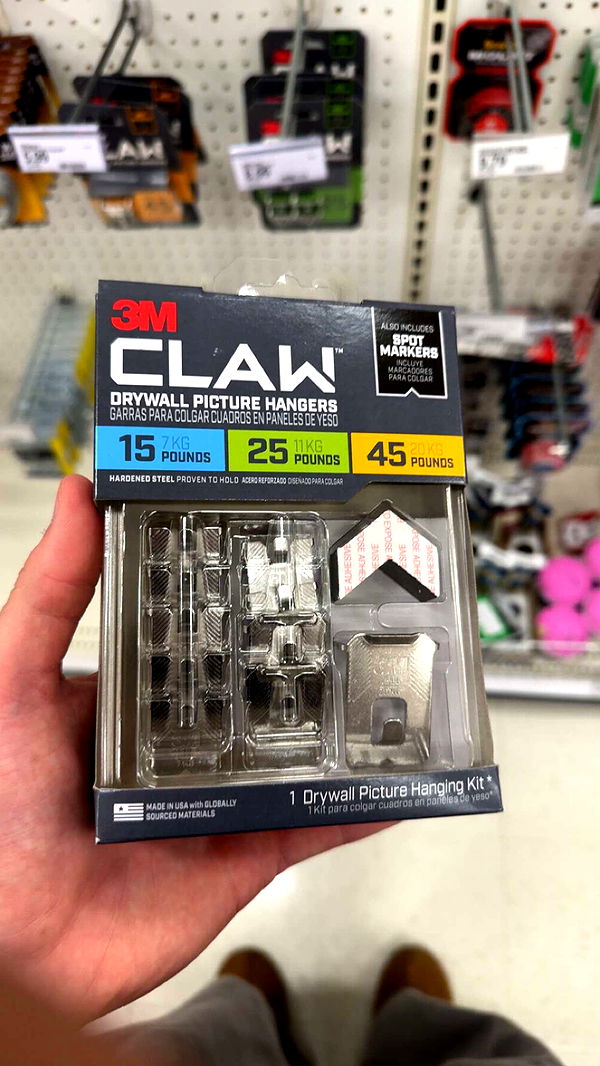 3M
CLAW
3M
CLAW™
DRYWALL PICTURE HANGERS
GARRAS PARA COLGAR CUADROS EN PANELES DE YESO
ALSO INCLUDES
SPOT
MARKERS
INCLUYE
MARCADORES
PARA COLGAR
15 7 KG
POUNDS
25 11 KG
POUNDS
45 20 KG
POUNDS
HARDENED STEEL PROVEN TO HOLD ACERO REFORZADO DISEÑADO PARA COLGAR
MADE IN USA with GLOBALLY
SOURCED MATERIALS
1 Drywall Picture Hanging Kit*
1 Kit para colgar cuadros en paneles de yeso*